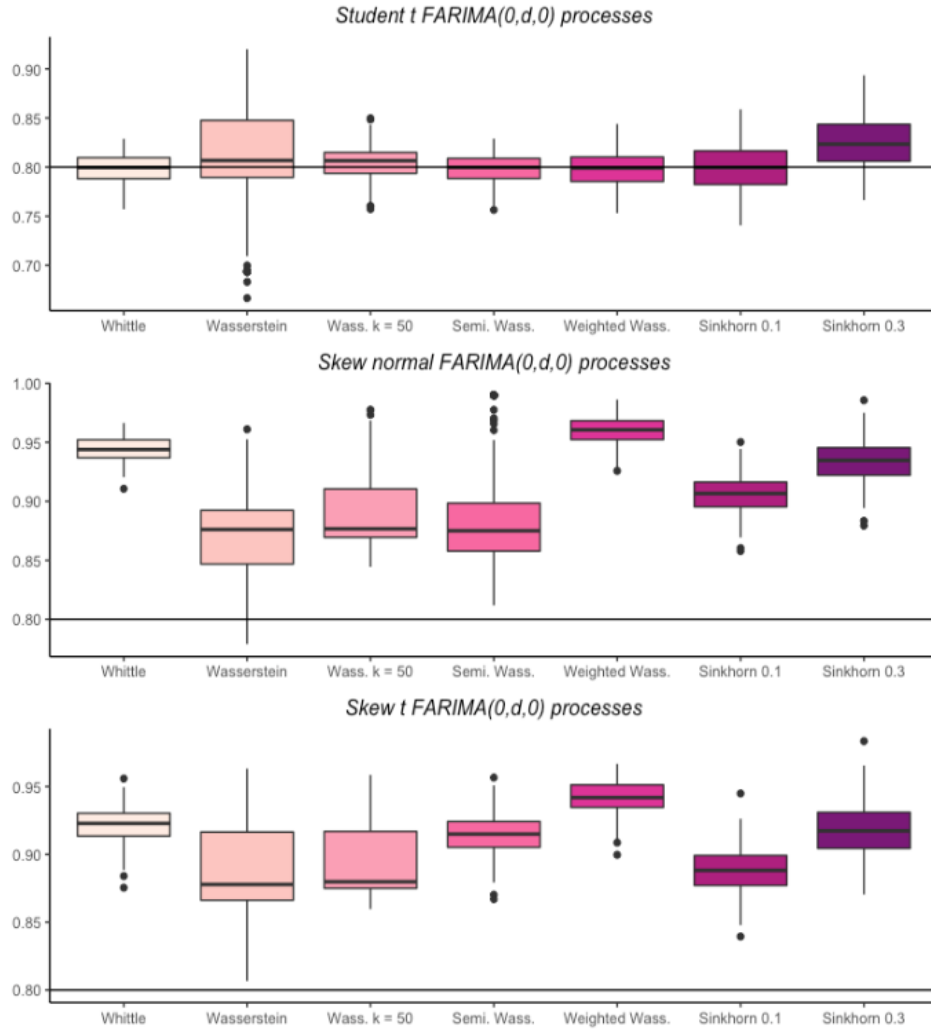 Student t FARIMA(0,d,0) processes
0.90
0.85
0.80
0.75
0.70
Whittle Wasserstein Wass. k = 50 Semi. Wass. Weighted Wass. Sinkhorn 0.1 Sinkhorn 0.3
Skew normal FARIMA(0,d,0) processes
1.00
0.95
0.90
0.85
0.80
Whittle Wasserstein Wass. k = 50 Semi. Wass. Weighted Wass. Sinkhorn 0.1 Sinkhorn 0.3
Skew t FARIMA(0,d,0) processes
0.95
0.90
0.85
0.80
Whittle Wasserstein Wass. k = 50 Semi. Wass. Weighted Wass. Sinkhorn 0.1 Sinkhorn 0.3